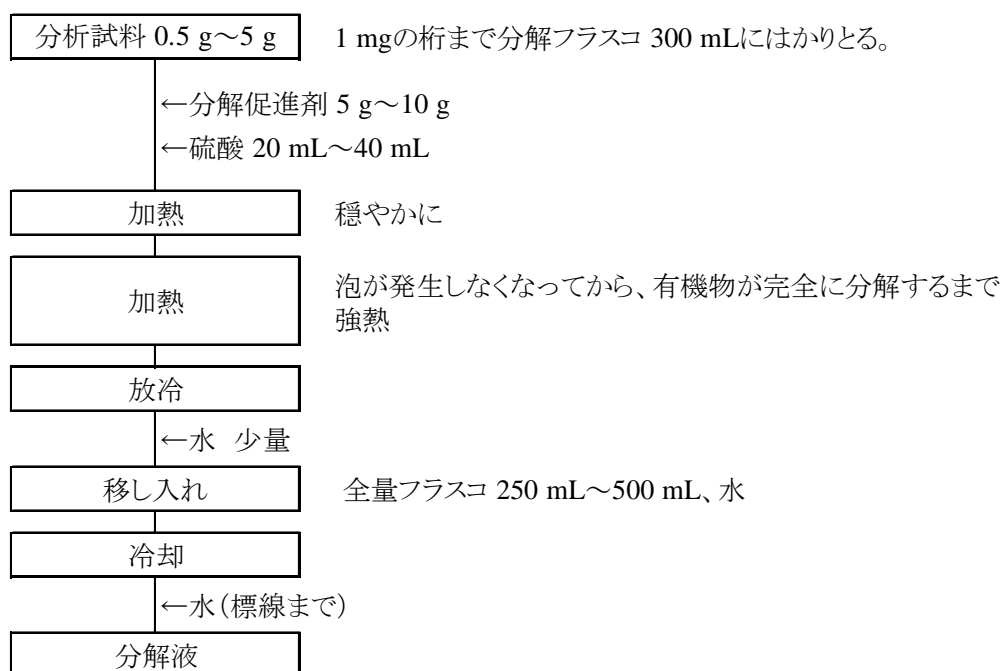 分析試料 0.5 g～5 g　1 mgの桁まで分解フラスコ 300 mLにはかりとる。
←分解促進剤 5 g～10 g
←硫酸 20 mL～40 mL
加熱　穏やかに
加熱　泡が発生しなくなってから、有機物が完全に分解するまで
強熱
放冷
←水　少量
移し入れ　全量フラスコ 250 mL～500 mL、水
冷却
←水（標線まで）
分解液